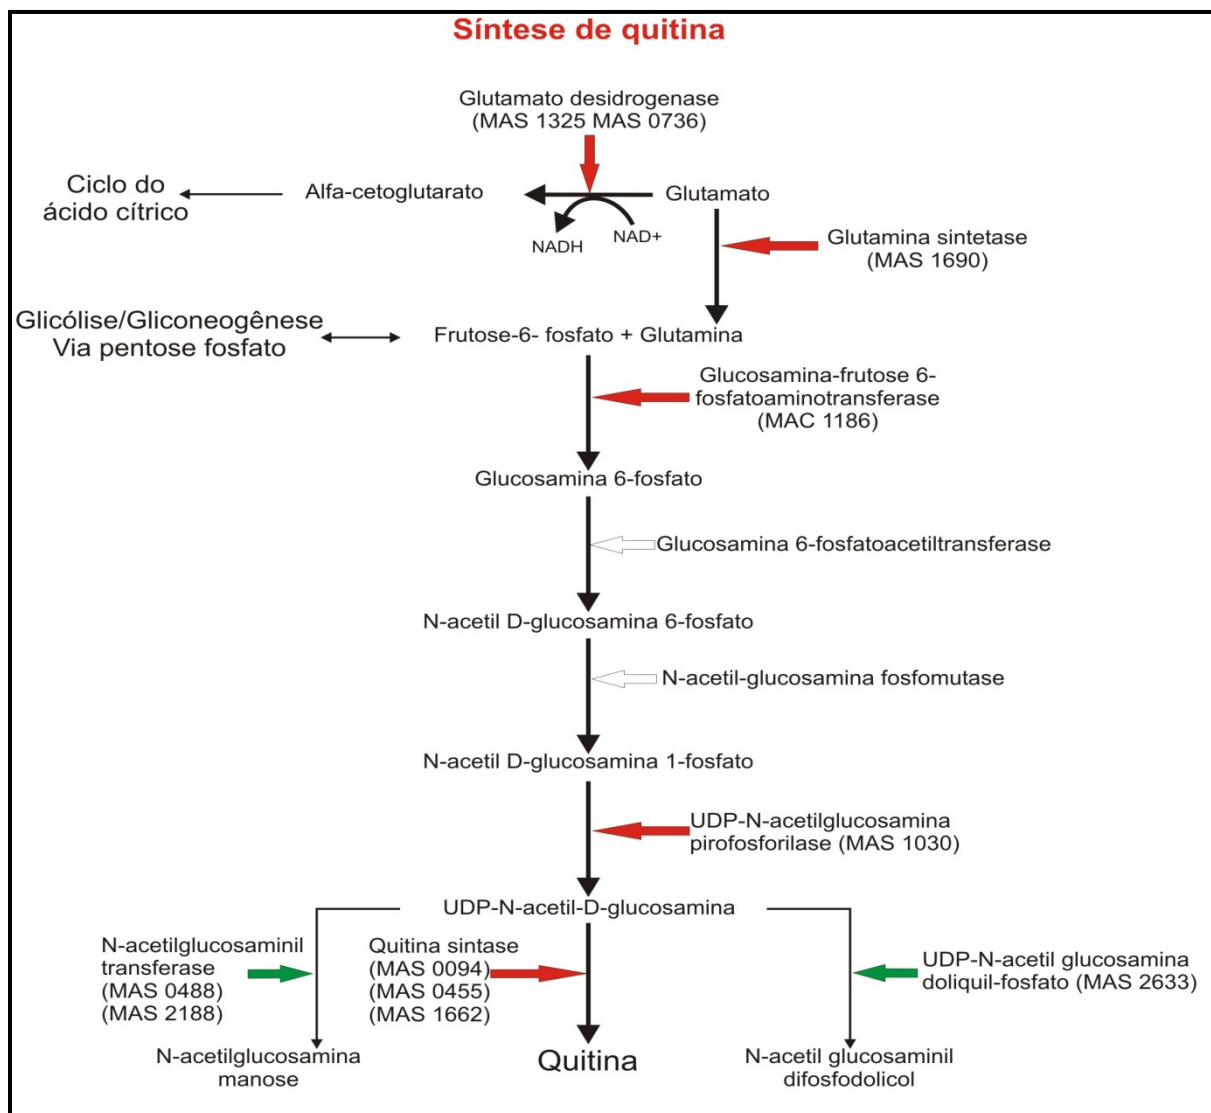 Síntese de quitina
Glutamato desidrogenase
(MAS 1325 MAS 0736)
Ciclo do
ácido cítrico
Alfa-cetoglutarato
Glutamato
NADH
NAD+
Glutamina sintetase
(MAS 1690)
Glicólise/Gliconeogênese
Via pentose fosfato
Frutose-6- fosfato + Glutamina
Glucosamina-frutose 6-
fosfatoaminotransferase
(MAC 1186)
Glucosamina 6-fosfato
Glucosamina 6-fosfatoacetiltransferase
N-acetil D-glucosamina 6-fosfato
N-acetil-glucosamina fosfomutase
N-acetil D-glucosamina 1-fosfato
UDP-N-acetilglucosamina
pirofosforilase (MAS 1030)
UDP-N-acetil-D-glucosamina
N-acetilglucosaminil
transferase
(MAS 0488)
(MAS 2188)
Quitina sintase
(MAS 0094)
(MAS 0455)
(MAS 1662)
UDP-N-acetil glucosamina
doliquil-fosfato (MAS 2633)
N-acetilglucosamina
manose
Quitina
N-acetil glucosaminil
difosfodolicol